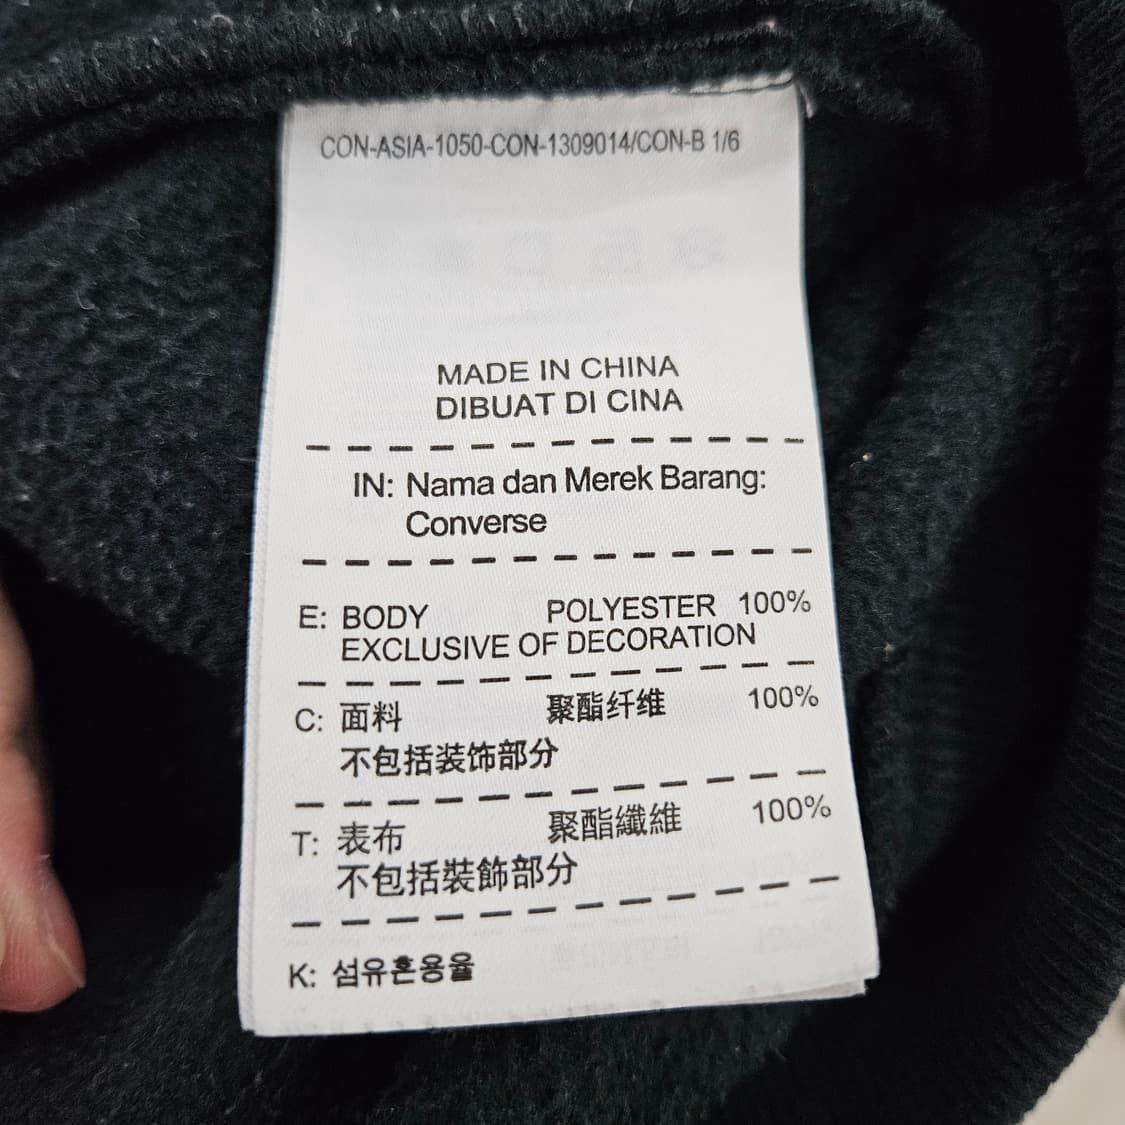 CON-ASIA-1050-CON-1309014/CON-B 1/6
MADE IN CHINA
DIBUAT DI CINA
IN: Nama dan Merek Barang:
Converse
E: BODY POLYESTER 100%
EXCLUSIVE OF DECORATION
C: 面料 聚酯纤维 100%
不包括装饰部分
T: 表布 聚酯纖維 100%
不包括裝飾部分
K: 섬유혼용율